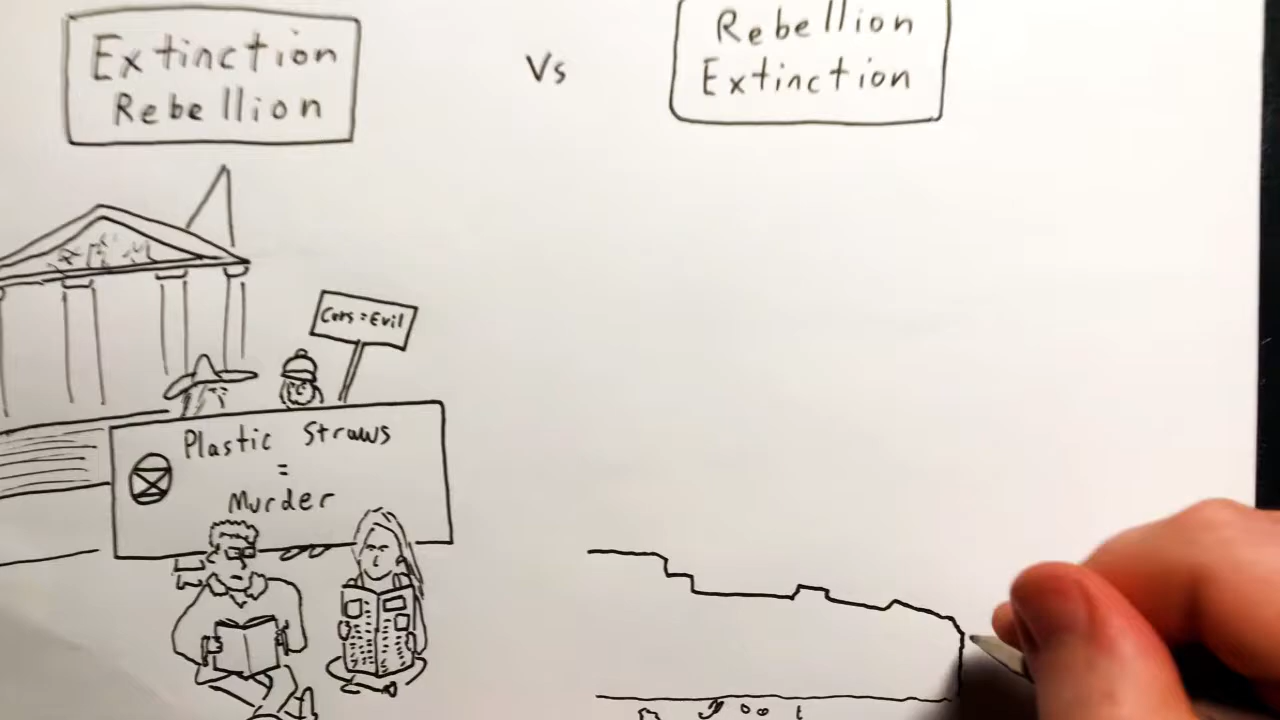 Extinction
Rebellion
Vs
Rebellion
Extinction
Cars = Evil
Plastic Straws
=
Murder